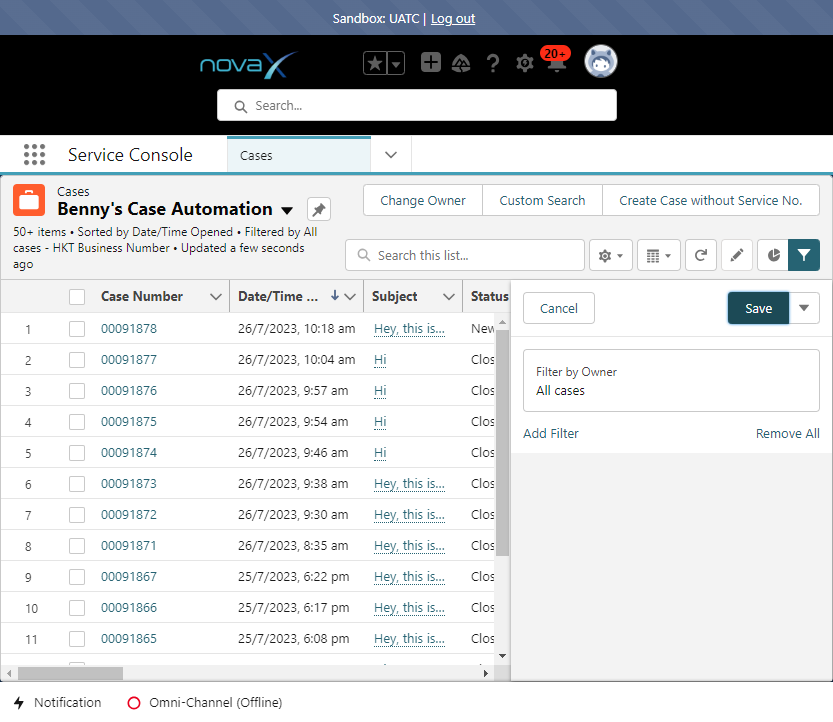 Sandbox: UATC | Log out
novaX
20+
Search...
Service Console
Cases
Cases
Benny's Case Automation
Change Owner
Custom Search
Create Case without Service No.
50+ items • Sorted by Date/Time Opened • Filtered by All
cases - HKT Business Number • Updated a few seconds
ago
Search this list...
Case Number
Date/Time ...
Subject
Status
1 00091878 26/7/2023, 10:18 am Hey, this is... New
2 00091877 26/7/2023, 10:04 am Hi Clos
3 00091876 26/7/2023, 9:57 am Hi Clos
4 00091875 26/7/2023, 9:54 am Hi Clos
5 00091874 26/7/2023, 9:46 am Hi Clos
6 00091873 26/7/2023, 9:38 am Hey, this is... Clos
7 00091872 26/7/2023, 9:30 am Hey, this is... Clos
8 00091871 26/7/2023, 8:35 am Hey, this is... Clos
9 00091867 25/7/2023, 6:22 pm Hey, this is... Clos
10 00091866 25/7/2023, 6:17 pm Hey, this is... Clos
11 00091865 25/7/2023, 6:08 pm Hey, this is... Clos
Cancel
Save
Filter by Owner
All cases
Add Filter
Remove All
Notification
Omni-Channel (Offline)